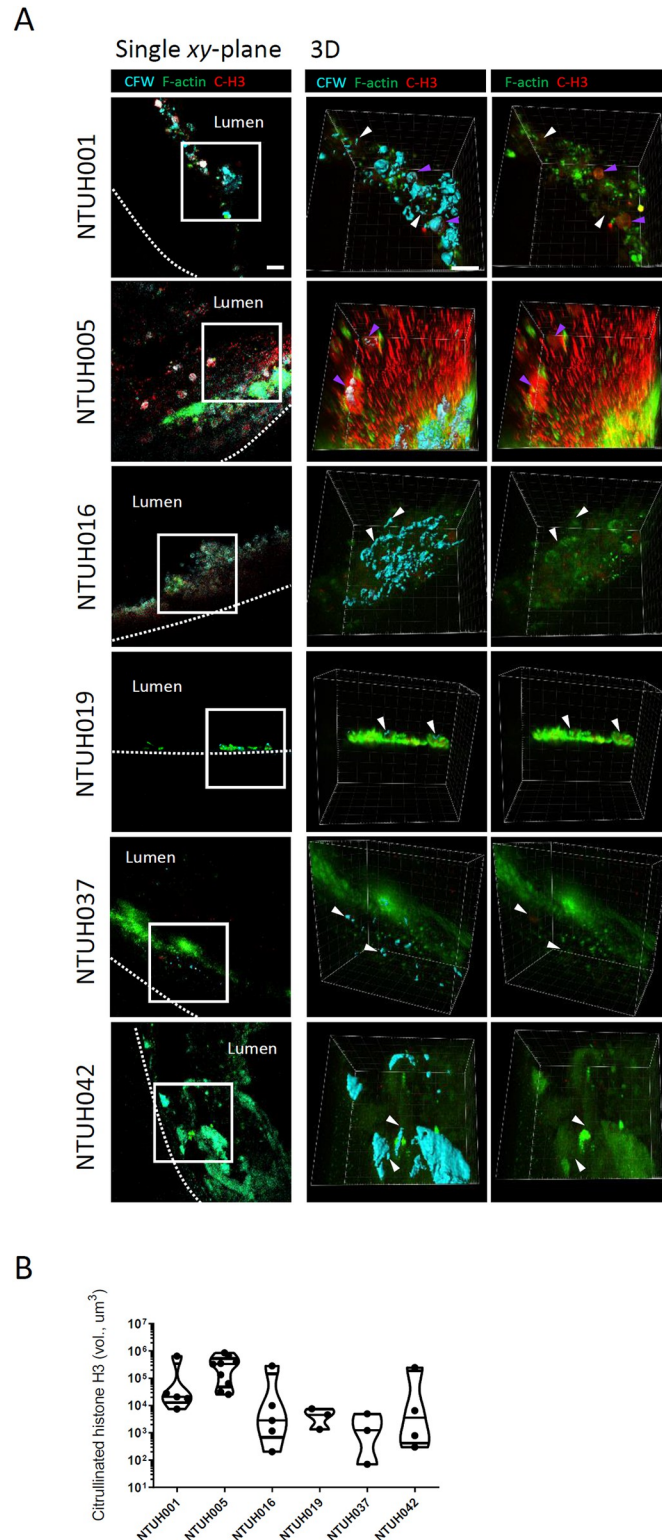 A
Single xy-plane 3D
CFW F-actin C-H3 CFW F-actin C-H3 F-actin C-H3
NTUH001
Lumen
NTUH005
Lumen
NTUH016
Lumen
NTUH019
Lumen
NTUH037
Lumen
NTUH042
Lumen
B
Citrullinated histone H3 (vol., um³)
10⁷
10⁶
10⁵
10⁴
10³
10²
10¹
NTUH001 NTUH005 NTUH016 NTUH019 NTUH037 NTUH042